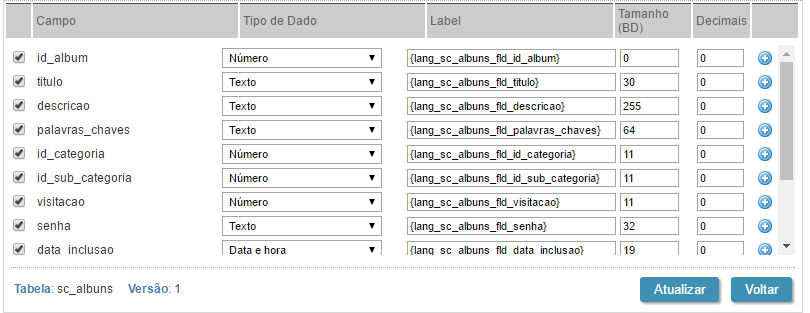 Campo Tipo de Dado Label Tamanho (BD) Decimais
id_album Número {lang_sc_albuns_fld_id_album} 0 0
titulo Texto {lang_sc_albuns_fld_titulo} 30 0
descricao Texto {lang_sc_albuns_fld_descricao} 255 0
palavras_chaves Texto {lang_sc_albuns_fld_palavras_chaves} 64 0
id_categoria Número {lang_sc_albuns_fld_id_categoria} 11 0
id_sub_categoria Número {lang_sc_albuns_fld_id_sub_categoria} 11 0
visitacao Número {lang_sc_albuns_fld_visitacao} 11 0
senha Texto {lang_sc_albuns_fld_senha} 32 0
data_inclusao Data e hora {lang_sc_albuns_fld_data_inclusao} 19 0
Tabela: sc_albuns Versão: 1 Atualizar Voltar